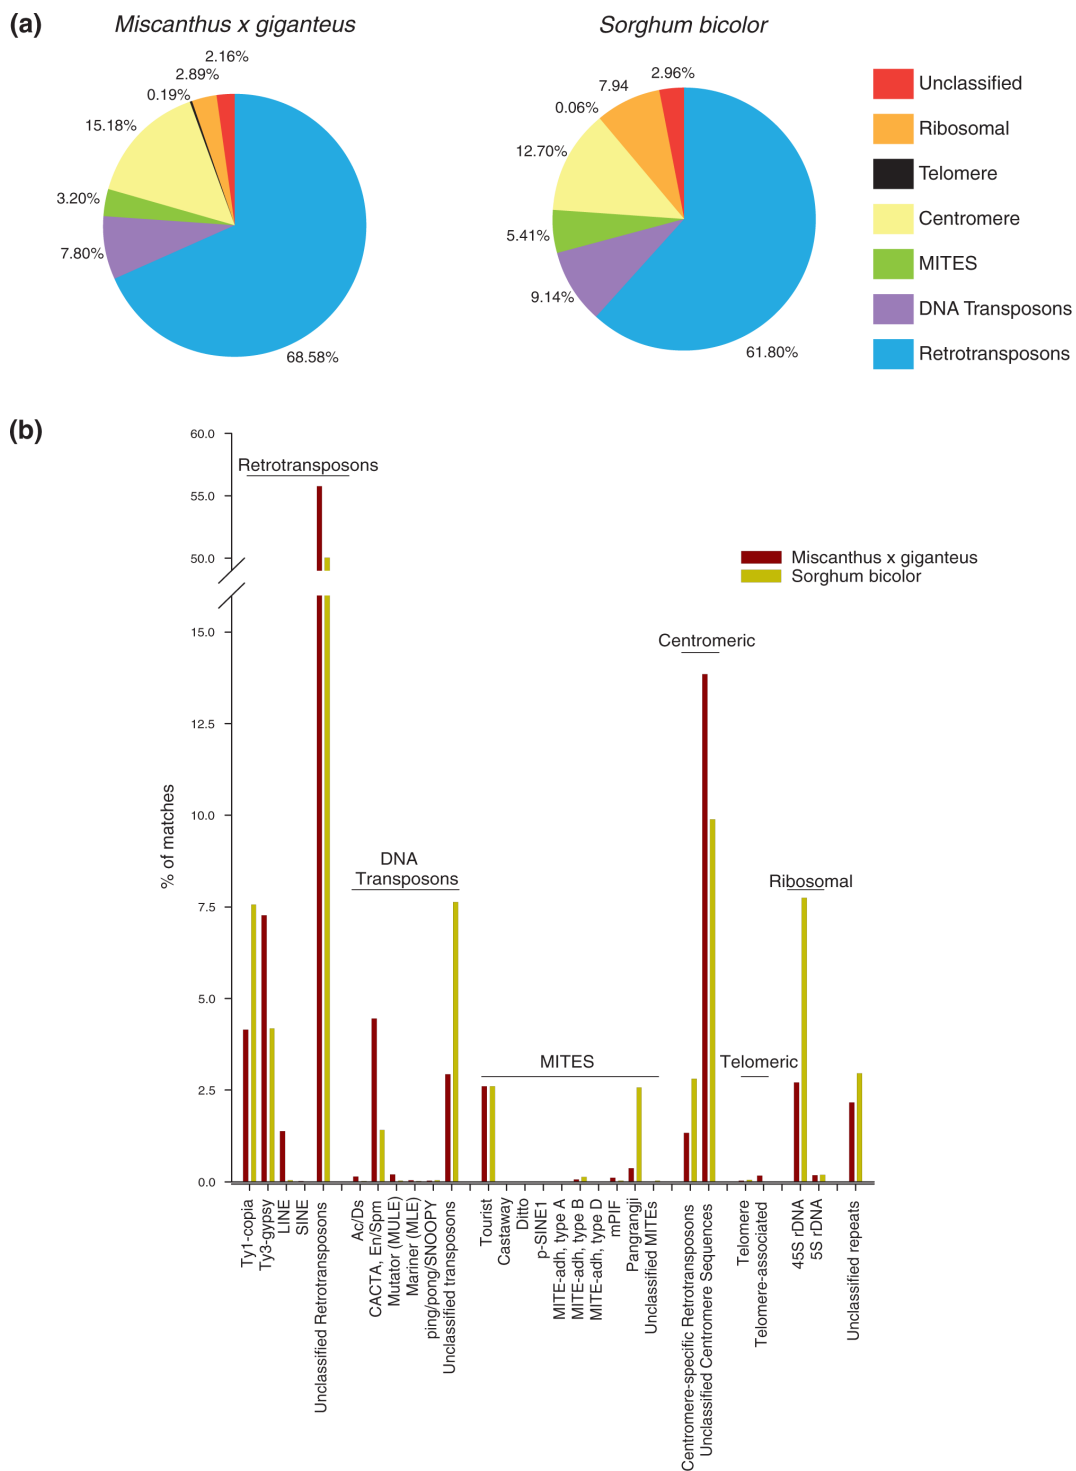 (a)
Miscanthus x giganteus
Sorghum bicolor
2.16%
2.89%
0.19%
15.18%
3.20%
7.80%
68.58%
2.96%
7.94
0.06%
12.70%
5.41%
9.14%
61.80%
Unclassified
Ribosomal
Telomere
Centromere
MITES
DNA Transposons
Retrotransposons
(b)
60.0
55.0
50.0
15.0
12.5
10.0
7.5
5.0
2.5
0.0
% of matches
Retrotransposons
DNA
Transposons
MITES
Centromeric
Telomeric
Ribosomal
Miscanthus x giganteus
Sorghum bicolor
Ty1-copia
Ty3-gypsy
LINE
SINE
Unclassified Retrotransposons
Ac/Ds
CACTA, En/Spm
Mutator (MULE)
Mariner (MLE)
ping/pong/SNOOPY
Unclassified transposons
Tourist
Castaway
Ditto
p-SINE1
MITE-adh, type A
MITE-adh, type B
MITE-adh, type D
mPIF
Pangrangji
Unclassified MITEs
Centromere-specific Retrotransposons
Unclassified Centromere Sequences
Telomere
Telomere-associated
45S rDNA
5S rDNA
Unclassified repeats